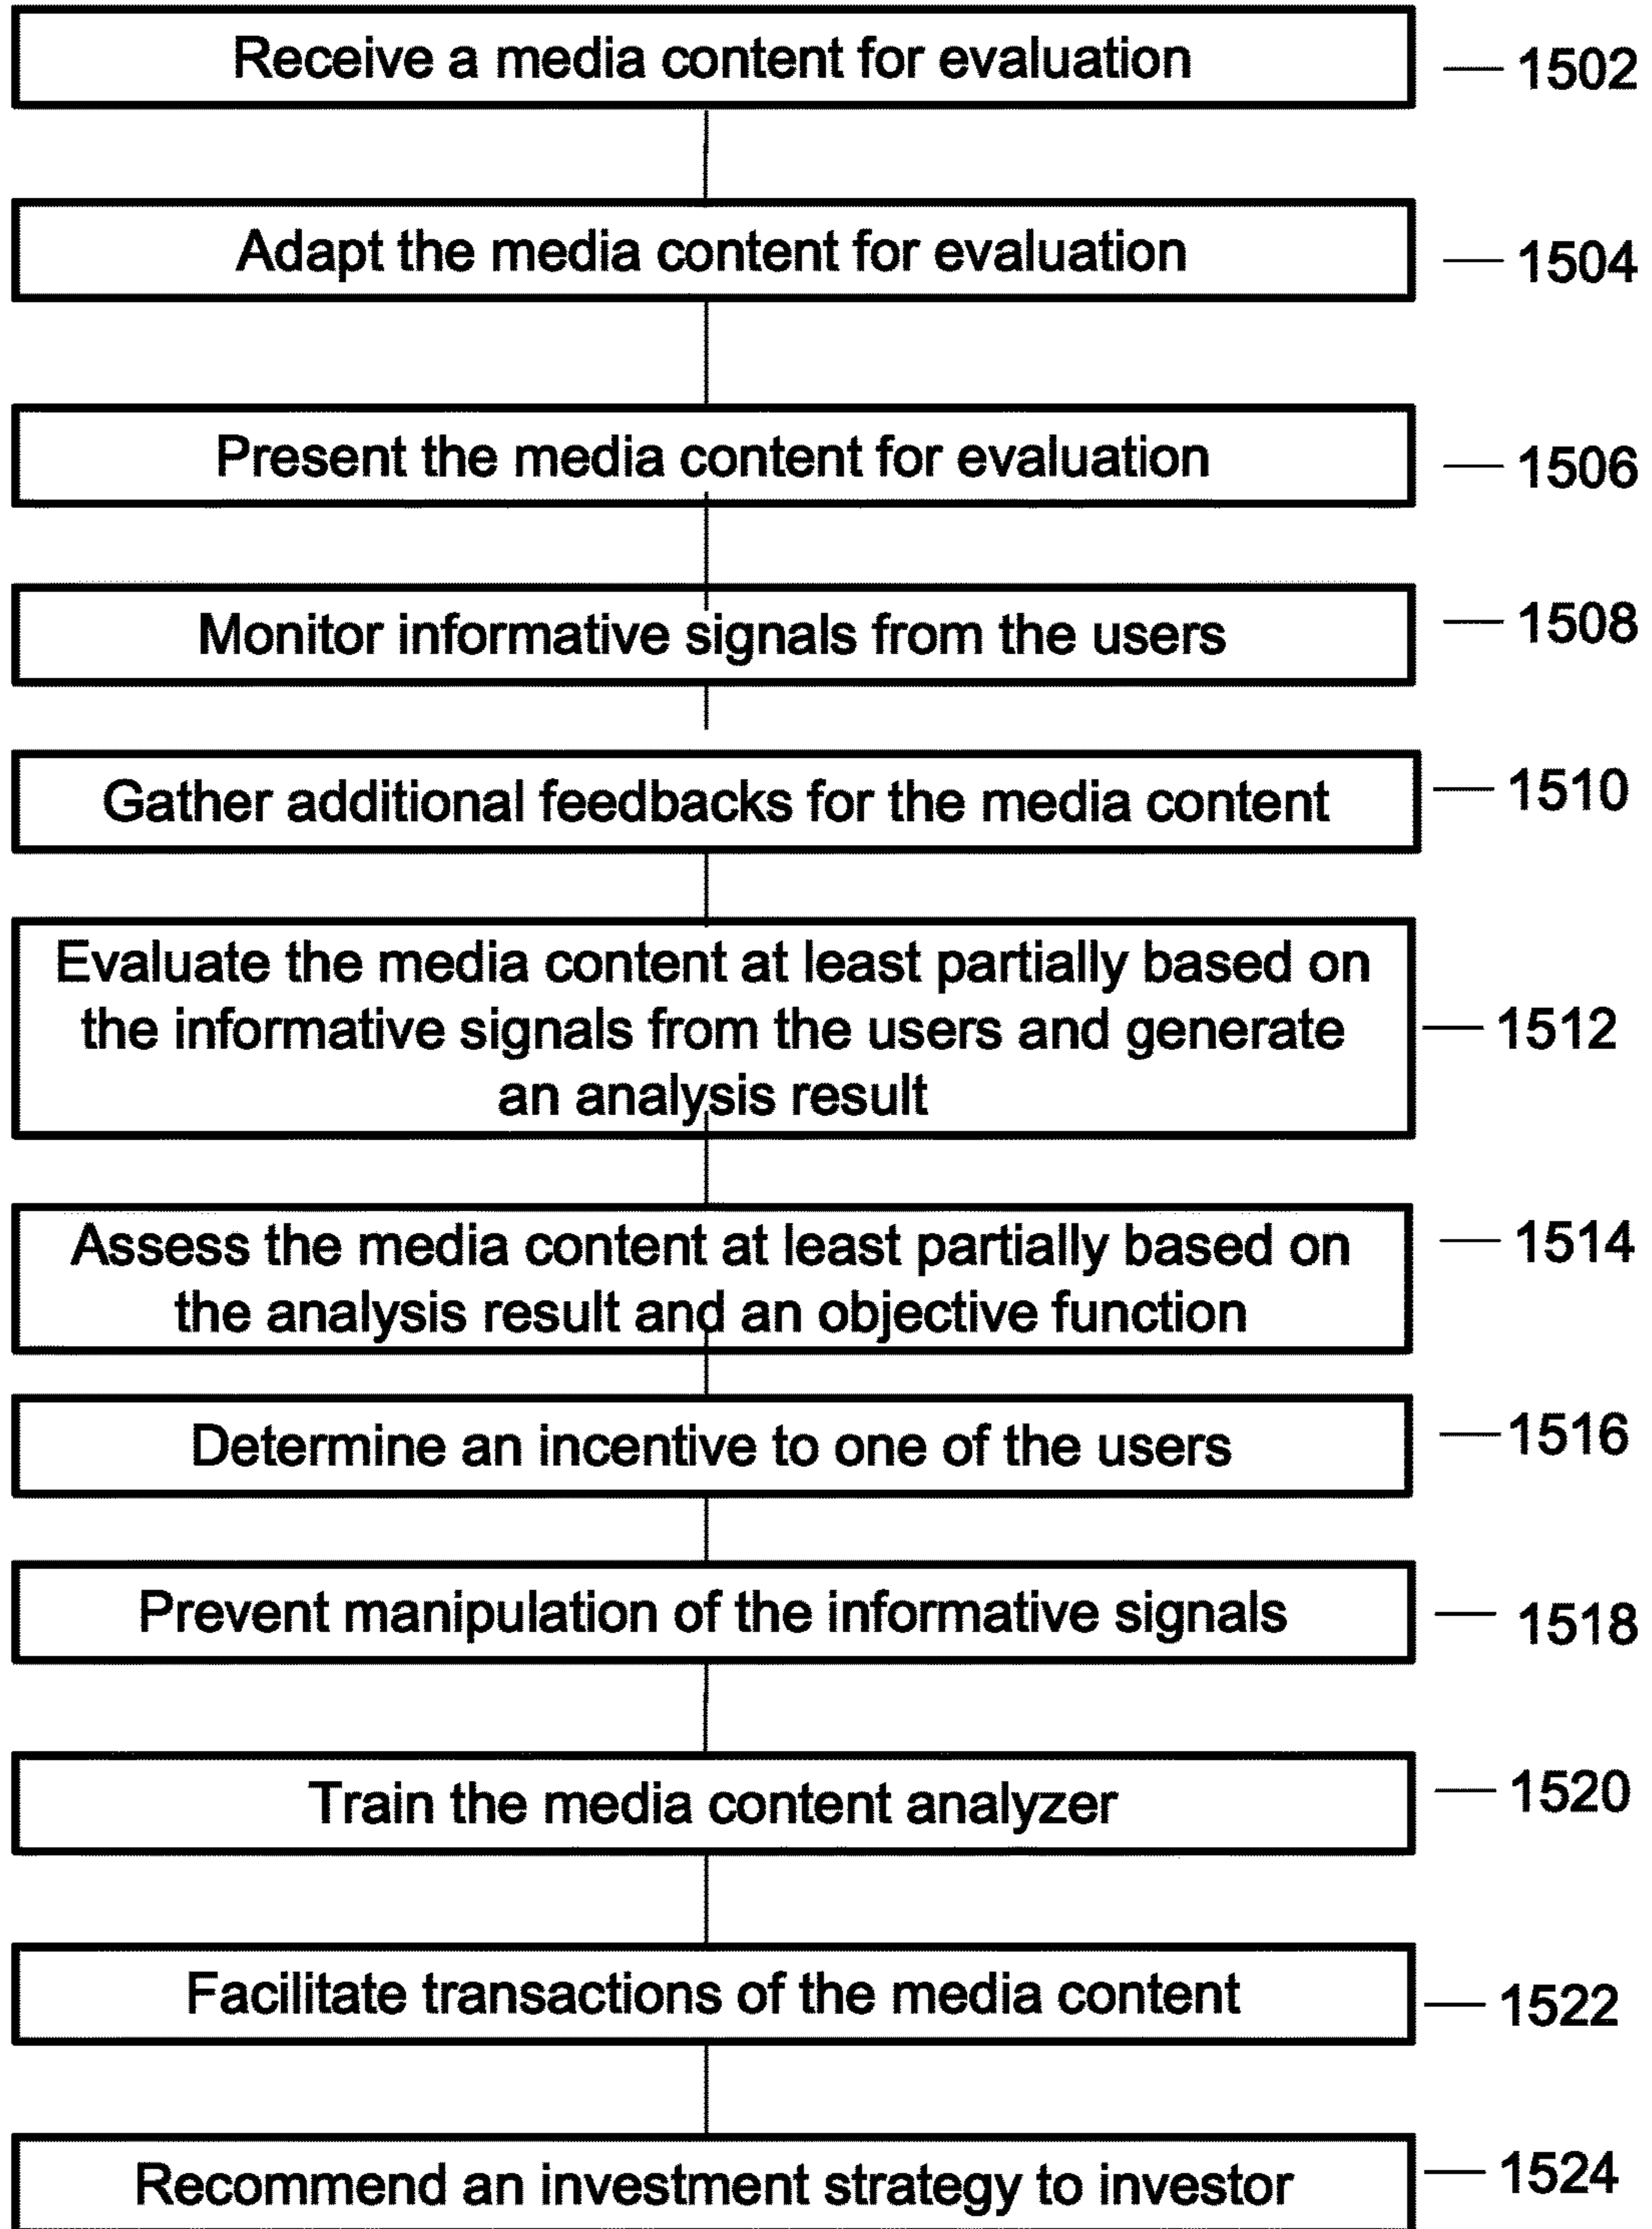 Receive a media content for evaluation
1502
Adapt the media content for evaluation
1504
Present the media content for evaluation
1506
Monitor informative signals from the users
1508
Gather additional feedbacks for the media content
1510
Evaluate the media content at least partially based on
the informative signals from the users and generate
an analysis result
1512
Assess the media content at least partially based on
the analysis result and an objective function
1514
Determine an incentive to one of the users
1516
Prevent manipulation of the informative signals
1518
Train the media content analyzer
1520
Facilitate transactions of the media content
1522
Recommend an investment strategy to investor
1524